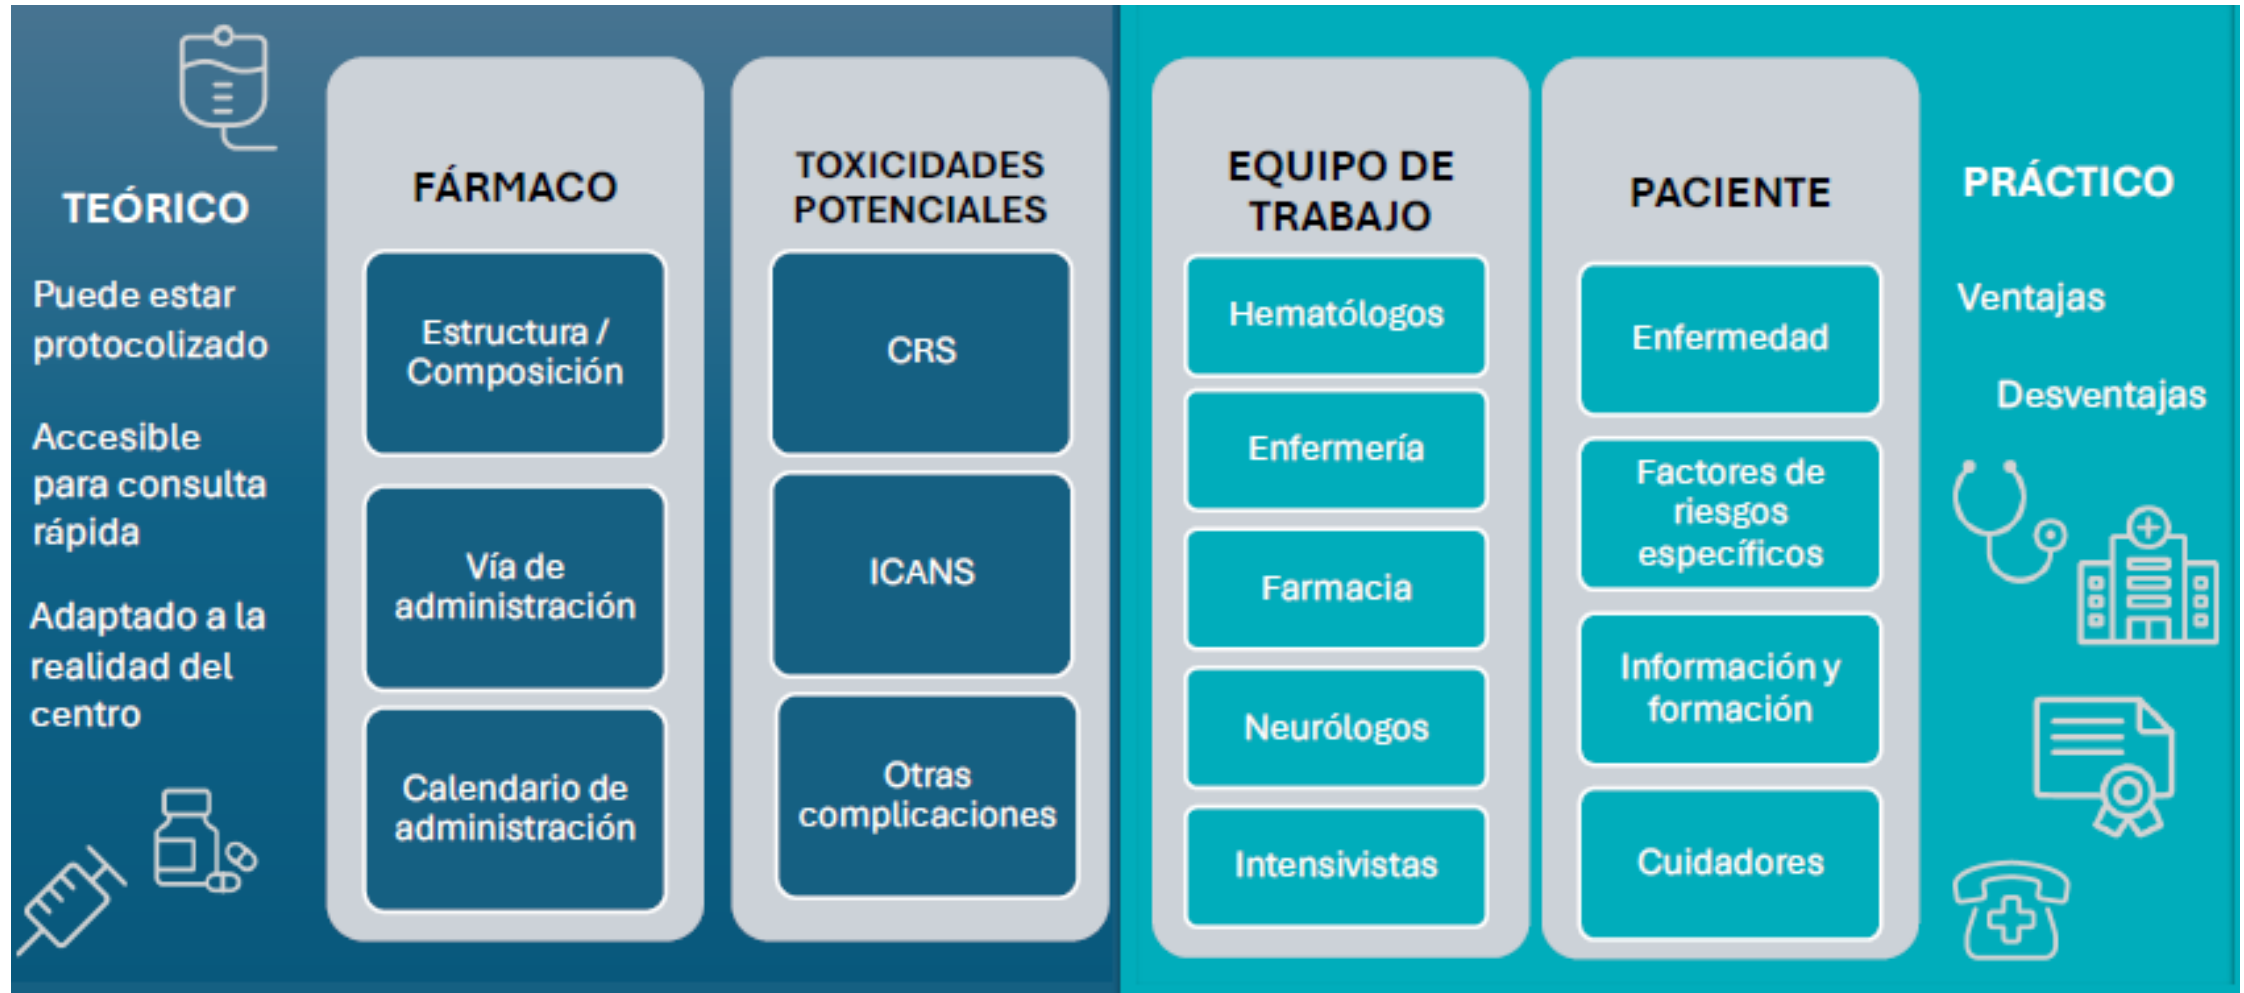 TEÓRICO
Puede estar
protocolizado
Accesible
para consulta
rápida
Adaptado a la
realidad del
centro
FÁRMACO
Estructura /
Composición
Vía de
administración
Calendario de
administración
TOXICIDADES
POTENCIALES
CRS
ICANS
Otras
complicaciones
EQUIPO DE
TRABAJO
Hematólogos
Enfermería
Farmacia
Neurólogos
Intensivistas
PACIENTE
Enfermedad
Factores de
riesgos
específicos
Información y
formación
Cuidadores
PRÁCTICO
Ventajas
Desventajas